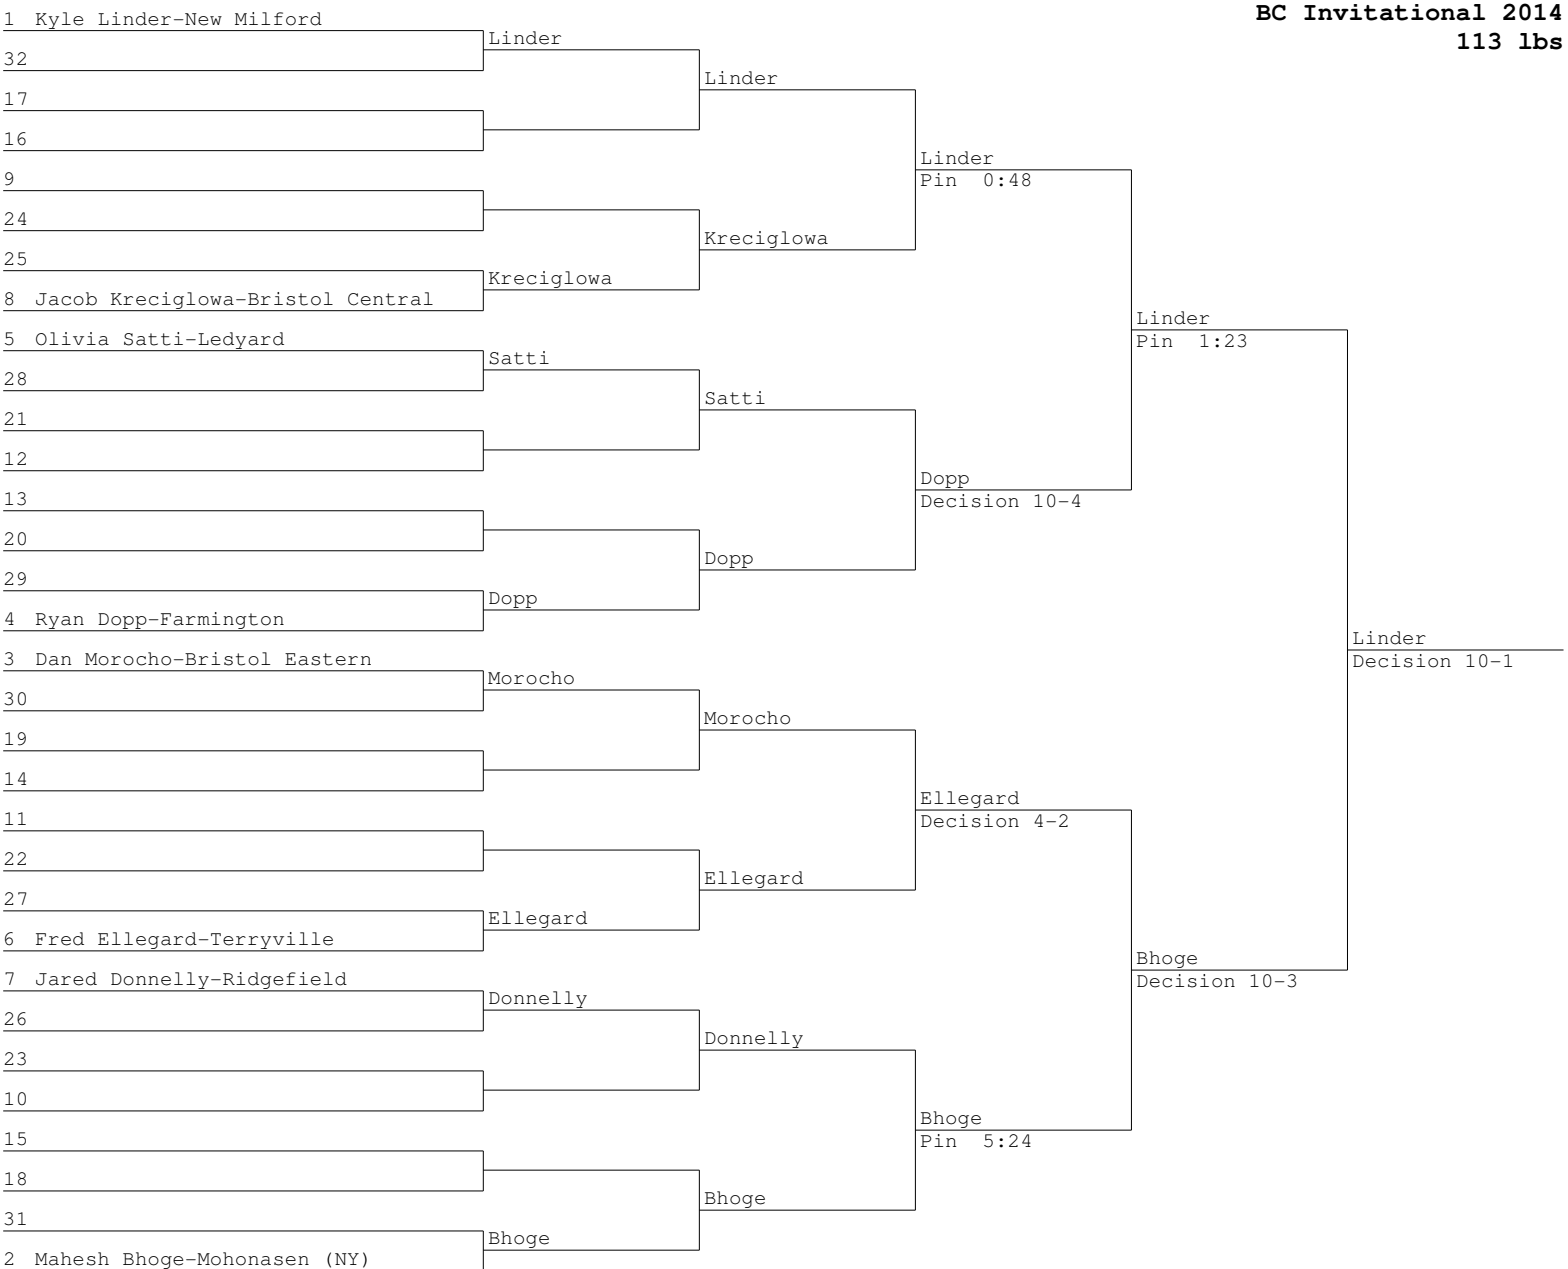 BC Invitational 2014
113 lbs
1 Kyle Linder-New Milford
32
17
16
9
24
25
8 Jacob Kreciglowa-Bristol Central
5 Olivia Satti-Ledyard
28
21
12
13
20
29
4 Ryan Dopp-Farmington
3 Dan Morocho-Bristol Eastern
30
19
14
11
22
27
6 Fred Ellegard-Terryville
7 Jared Donnelly-Ridgefield
26
23
10
15
18
31
2 Mahesh Bhoge-Mohonasen (NY)
Linder
Kreciglowa
Satti
Dopp
Morocho
Ellegard
Donnelly
Bhoge
Linder
Kreciglowa
Satti
Dopp
Morocho
Ellegard
Donnelly
Bhoge
Linder
Pin 0:48
Dopp
Decision 10-4
Ellegard
Decision 4-2
Bhoge
Pin 5:24
Linder
Pin 1:23
Bhoge
Decision 10-3
Linder
Decision 10-1